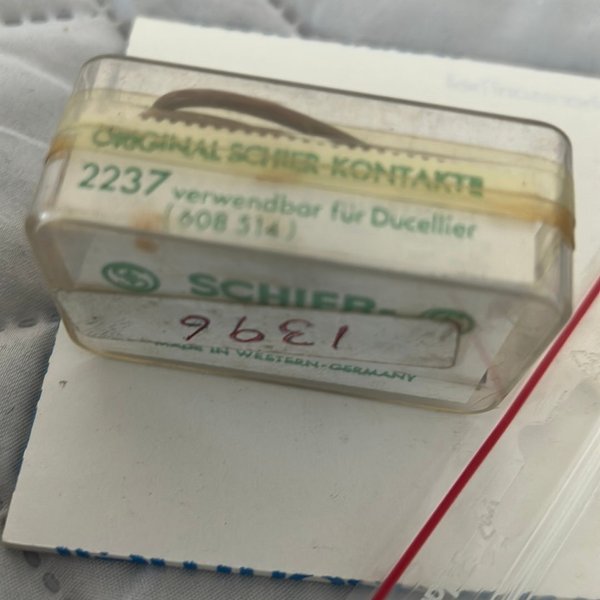 ORIGINAL SCHIER-KONTAKTE
2237 verwendbar für Ducellier
(608 514)
SCHIER-
1396
MADE IN WESTERN-GERMANY